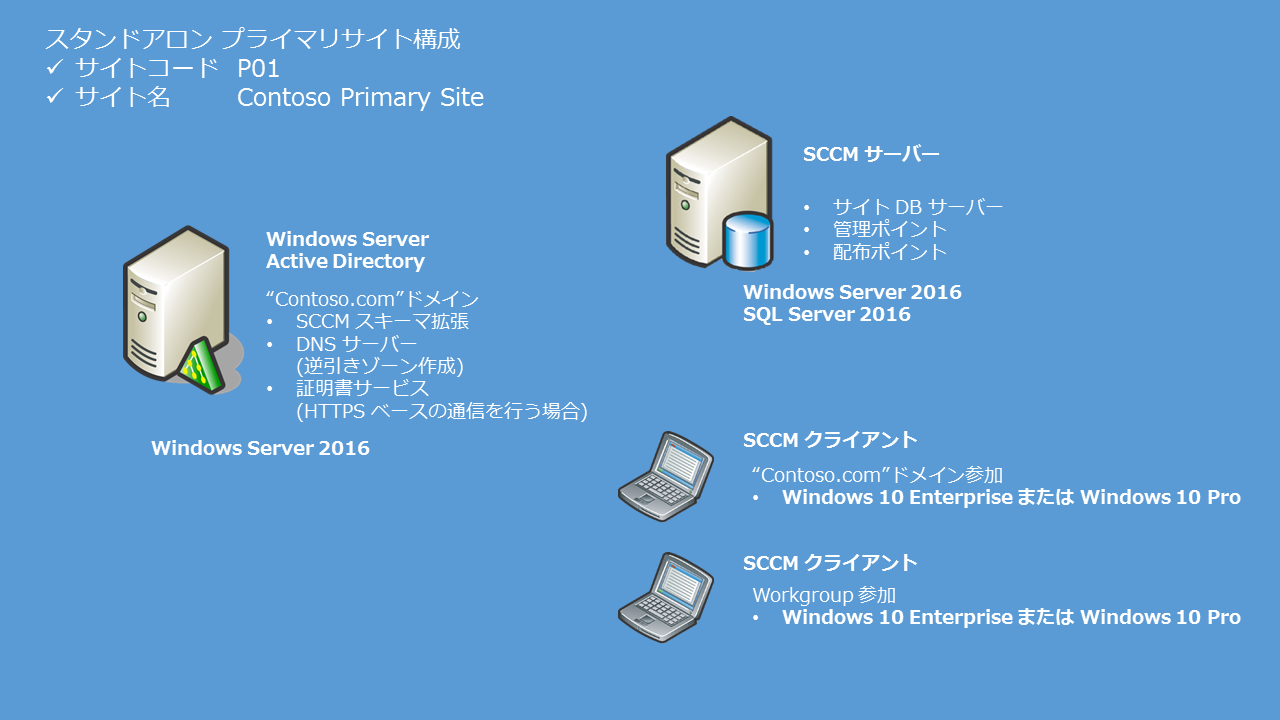 スタンドアロン プライマリサイト構成
✓ サイトコード P01
✓ サイト名 Contoso Primary Site
Windows Server
Active Directory
“Contoso.com”ドメイン
• SCCM スキーマ拡張
• DNS サーバー
(逆引きゾーン作成)
• 証明書サービス
(HTTPS ベースの通信を行う場合)
Windows Server 2016
SCCM サーバー
• サイト DB サーバー
• 管理ポイント
• 配布ポイント
Windows Server 2016
SQL Server 2016
SCCM クライアント
“Contoso.com”ドメイン参加
• Windows 10 Enterprise または Windows 10 Pro
SCCM クライアント
Workgroup 参加
• Windows 10 Enterprise または Windows 10 Pro